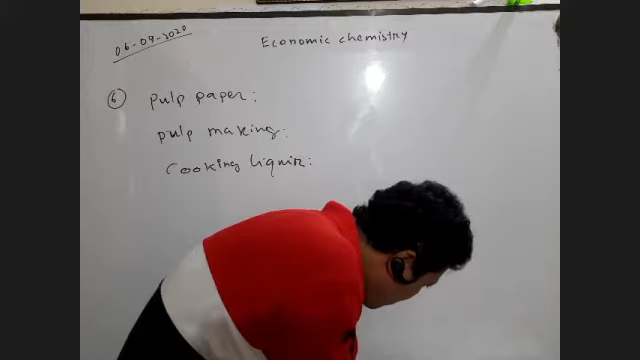 06-09-2020
Economic chemistry
6 pulp paper:
pulp making:
cooking liquir: